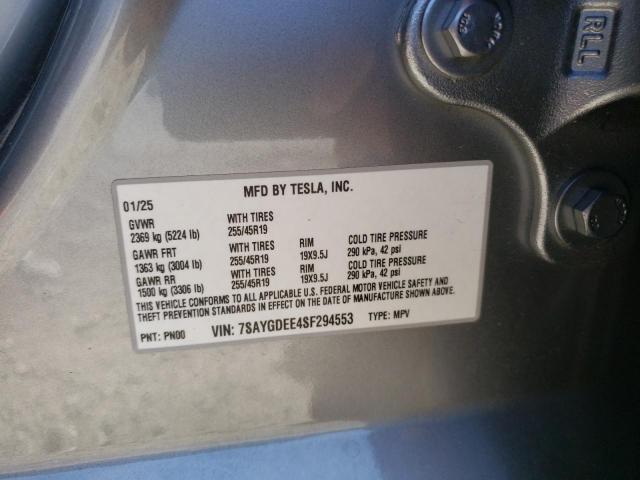 RLL
MFD BY TESLA, INC.
01/25
GVWR WITH TIRES
2369 kg (5224 lb) 255/45R19
GAWR FRT WITH TIRES RIM COLD TIRE PRESSURE
1363 kg (3004 lb) 255/45R19 19X9.5J 290 kPa, 42 psi
GAWR RR WITH TIRES RIM COLD TIRE PRESSURE
1500 kg (3306 lb) 255/45R19 19X9.5J 290 kPa, 42 psi
THIS VEHICLE CONFORMS TO ALL APPLICABLE U.S. FEDERAL MOTOR VEHICLE SAFETY AND
THEFT PREVENTION STANDARDS IN EFFECT ON THE DATE OF MANUFACTURE SHOWN ABOVE.
PNT: PN00 VIN: 7SAYGDEE4SF294553 TYPE: MPV